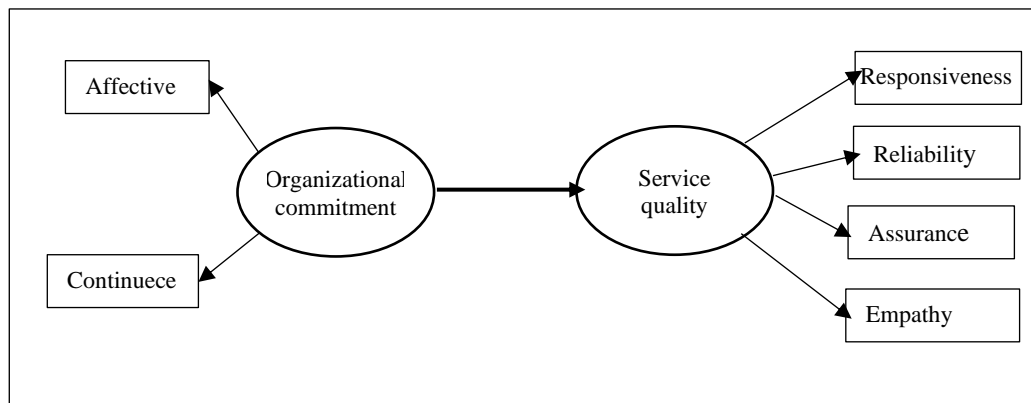 Affective
Organizational
commitment
Continuece
Service
quality
Responsiveness
Reliability
Assurance
Empathy